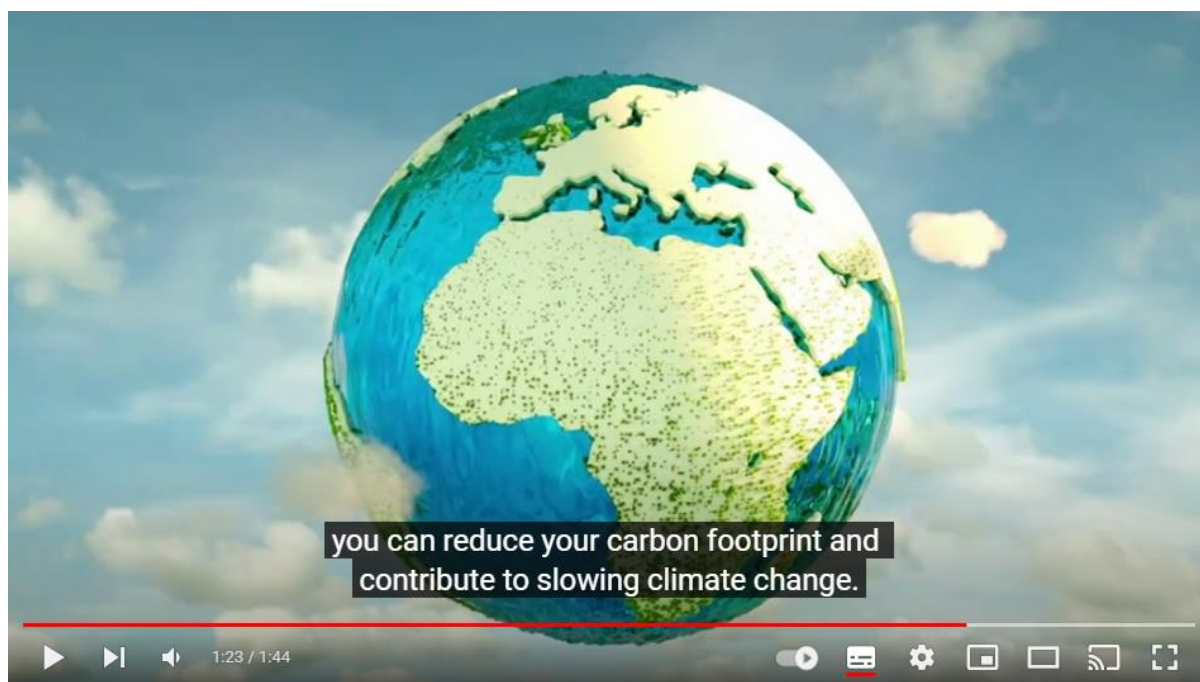 you can reduce your carbon footprint and
contribute to slowing climate change.
1:23 / 1:44